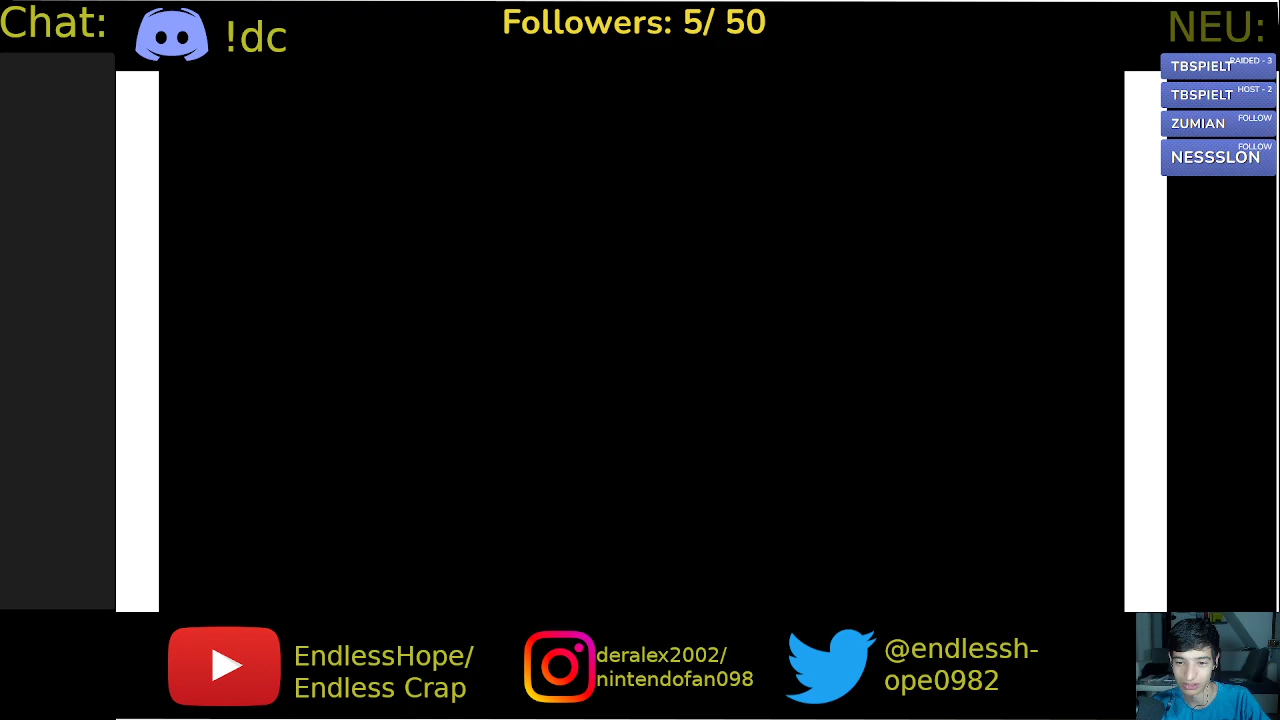 Chat:
!dc
Followers: 5/ 50
NEU:
TBSPIELT RAIDED - 3
TBSPIELT HOST - 2
ZUMIAN FOLLOW
NESSSLON FOLLOW
EndlessHope/
Endless Crap
deralex2002/
nintendofan098
@endlessh-
ope0982